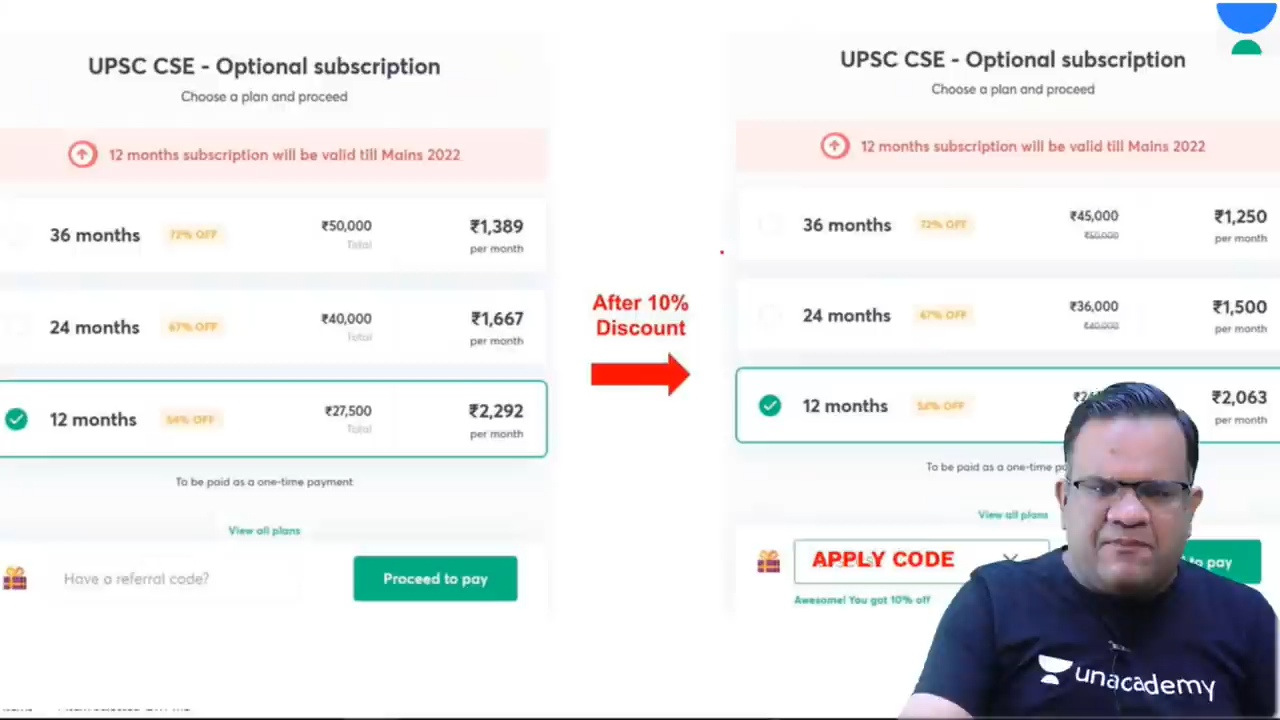 UPSC CSE - Optional subscription
Choose a plan and proceed
12 months subscription will be valid till Mains 2022
36 months 72% OFF ₹50,000 ₹1,389
Total per month
24 months 67% OFF ₹40,000 ₹1,667
Total per month
12 months 54% OFF ₹27,500 ₹2,292
Total per month
To be paid as a one-time payment
View all plans
Have a referral code? Proceed to pay
After 10%
Discount
UPSC CSE - Optional subscription
Choose a plan and proceed
12 months subscription will be valid till Mains 2022
36 months 72% OFF ₹45,000 ₹1,250
₹50,000 per month
24 months 67% OFF ₹36,000 ₹1,500
₹40,000 per month
12 months 54% OFF ₹2,063
per month
To be paid as a one-time
View all plans
APPLY CODE to pay
Awesome! You got 10% off
unacademy